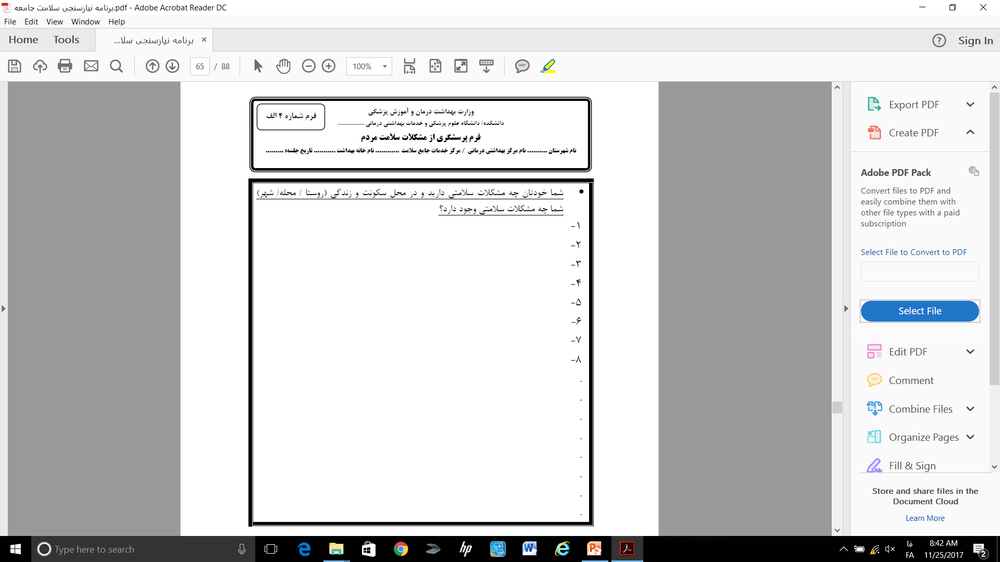 برنامه نیازسنجی سلامت جامعه.pdf - Adobe Acrobat Reader DC
File Edit View Window Help
Home Tools برنامه نیازسنجی سلا... × ? Sign In
65 / 88 100%
وزارت بهداشت درمان و آموزش پزشکی
فرم شماره ۴ الف
دانشکده/ دانشگاه علوم پزشکی و خدمات بهداشتی درمانی ...................
فرم پرسشگری از مشکلات سلامت مردم
نام شهرستان .......... نام مرکز بهداشتی درمانی / مرکز خدمات جامع سلامت ............ نام خانه بهداشت ........... تاریخ جلسه: .........
• شما خودتان چه مشکلات سلامتی دارید و در محل سکونت و زندگی (روستا / محله/ شهر)
شما چه مشکلات سلامتی وجود دارد؟
۱-
۲-
۳-
۴-
۵-
۶-
۷-
۸-
.
.
.
.
.
.
.
.
Export PDF
Create PDF
Adobe PDF Pack
Convert files to PDF and
easily combine them with
other file types with a paid
subscription
Select File to Convert to PDF
Select File
Edit PDF
Comment
Combine Files
Organize Pages
Fill & Sign
Store and share files in the
Document Cloud
Learn More
Type here to search
فا
FA
8:42 AM
11/25/2017
2